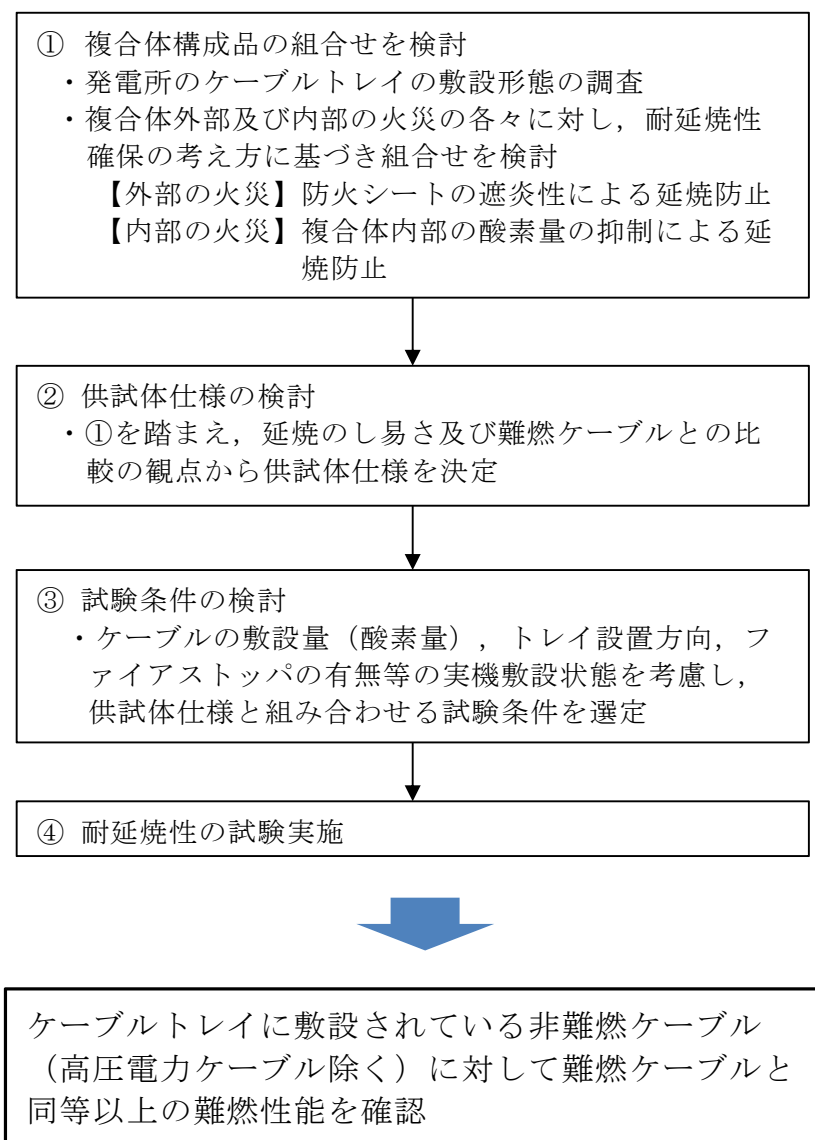 ① 複合体構成品の組合せを検討
・発電所のケーブルトレイの敷設形態の調査
・複合体外部及び内部の火災の各々に対し，耐延焼性
確保の考え方に基づき組合せを検討
【外部の火災】防火シートの遮炎性による延焼防止
【内部の火災】複合体内部の酸素量の抑制による延
焼防止
② 供試体仕様の検討
・①を踏まえ，延焼のし易さ及び難燃ケーブルとの比
較の観点から供試体仕様を決定
③ 試験条件の検討
・ケーブルの敷設量（酸素量），トレイ設置方向，フ
ァイアストッパの有無等の実機敷設状態を考慮し，
供試体仕様と組み合わせる試験条件を選定
④ 耐延焼性の試験実施
ケーブルトレイに敷設されている非難燃ケーブル
（高圧電力ケーブル除く）に対して難燃ケーブルと
同等以上の難燃性能を確認